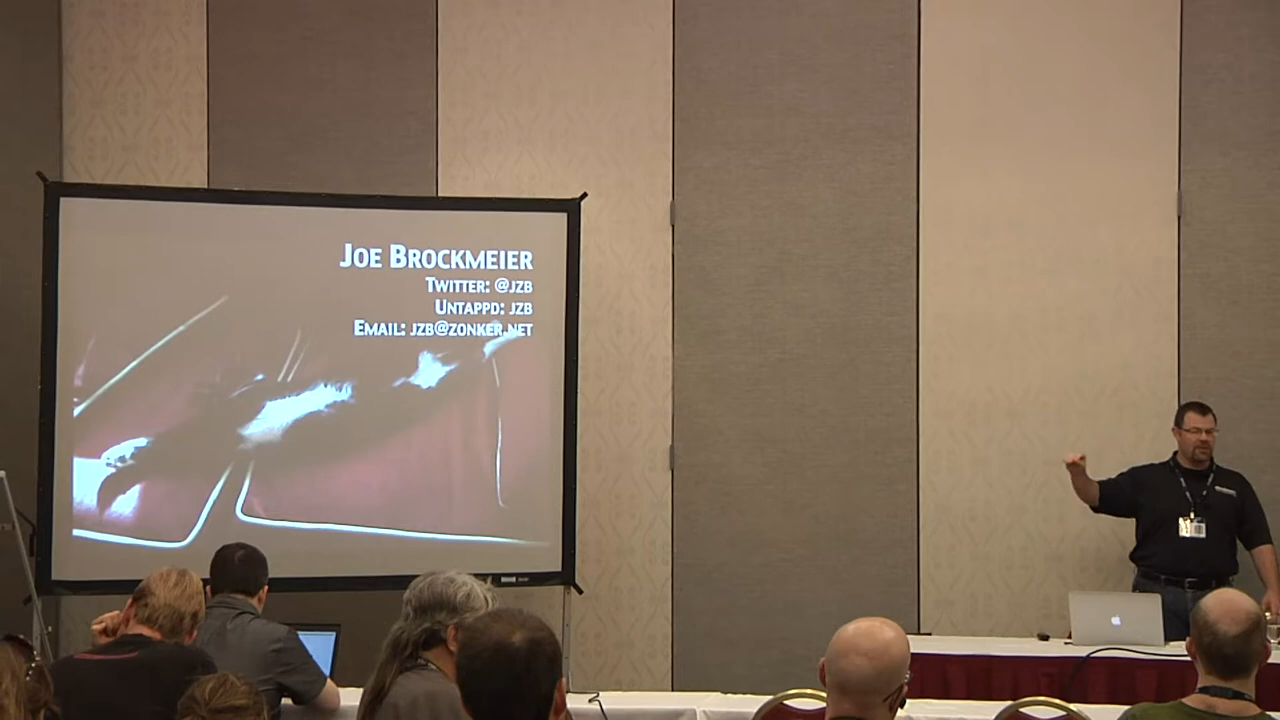 Joe Brockmeier
Twitter: @jzb
Untappd: jzb
Email: jzb@zonker.net